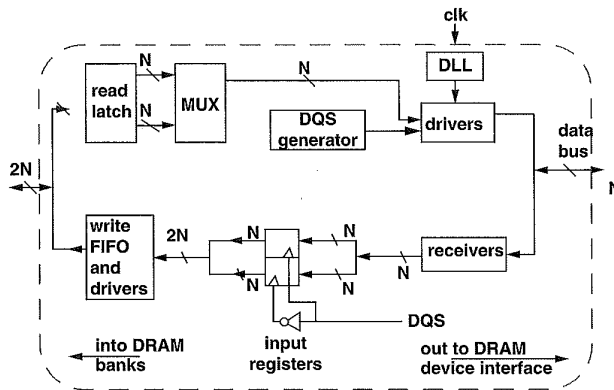 clk
DLL
N
read
latch
N
MUX
N
DQS
generator
drivers
data
bus
2N
N
write
FIFO
and
drivers
2N
N
N
N
N
N
receivers
DQS
input
registers
into DRAM
banks
out to DRAM
device interface